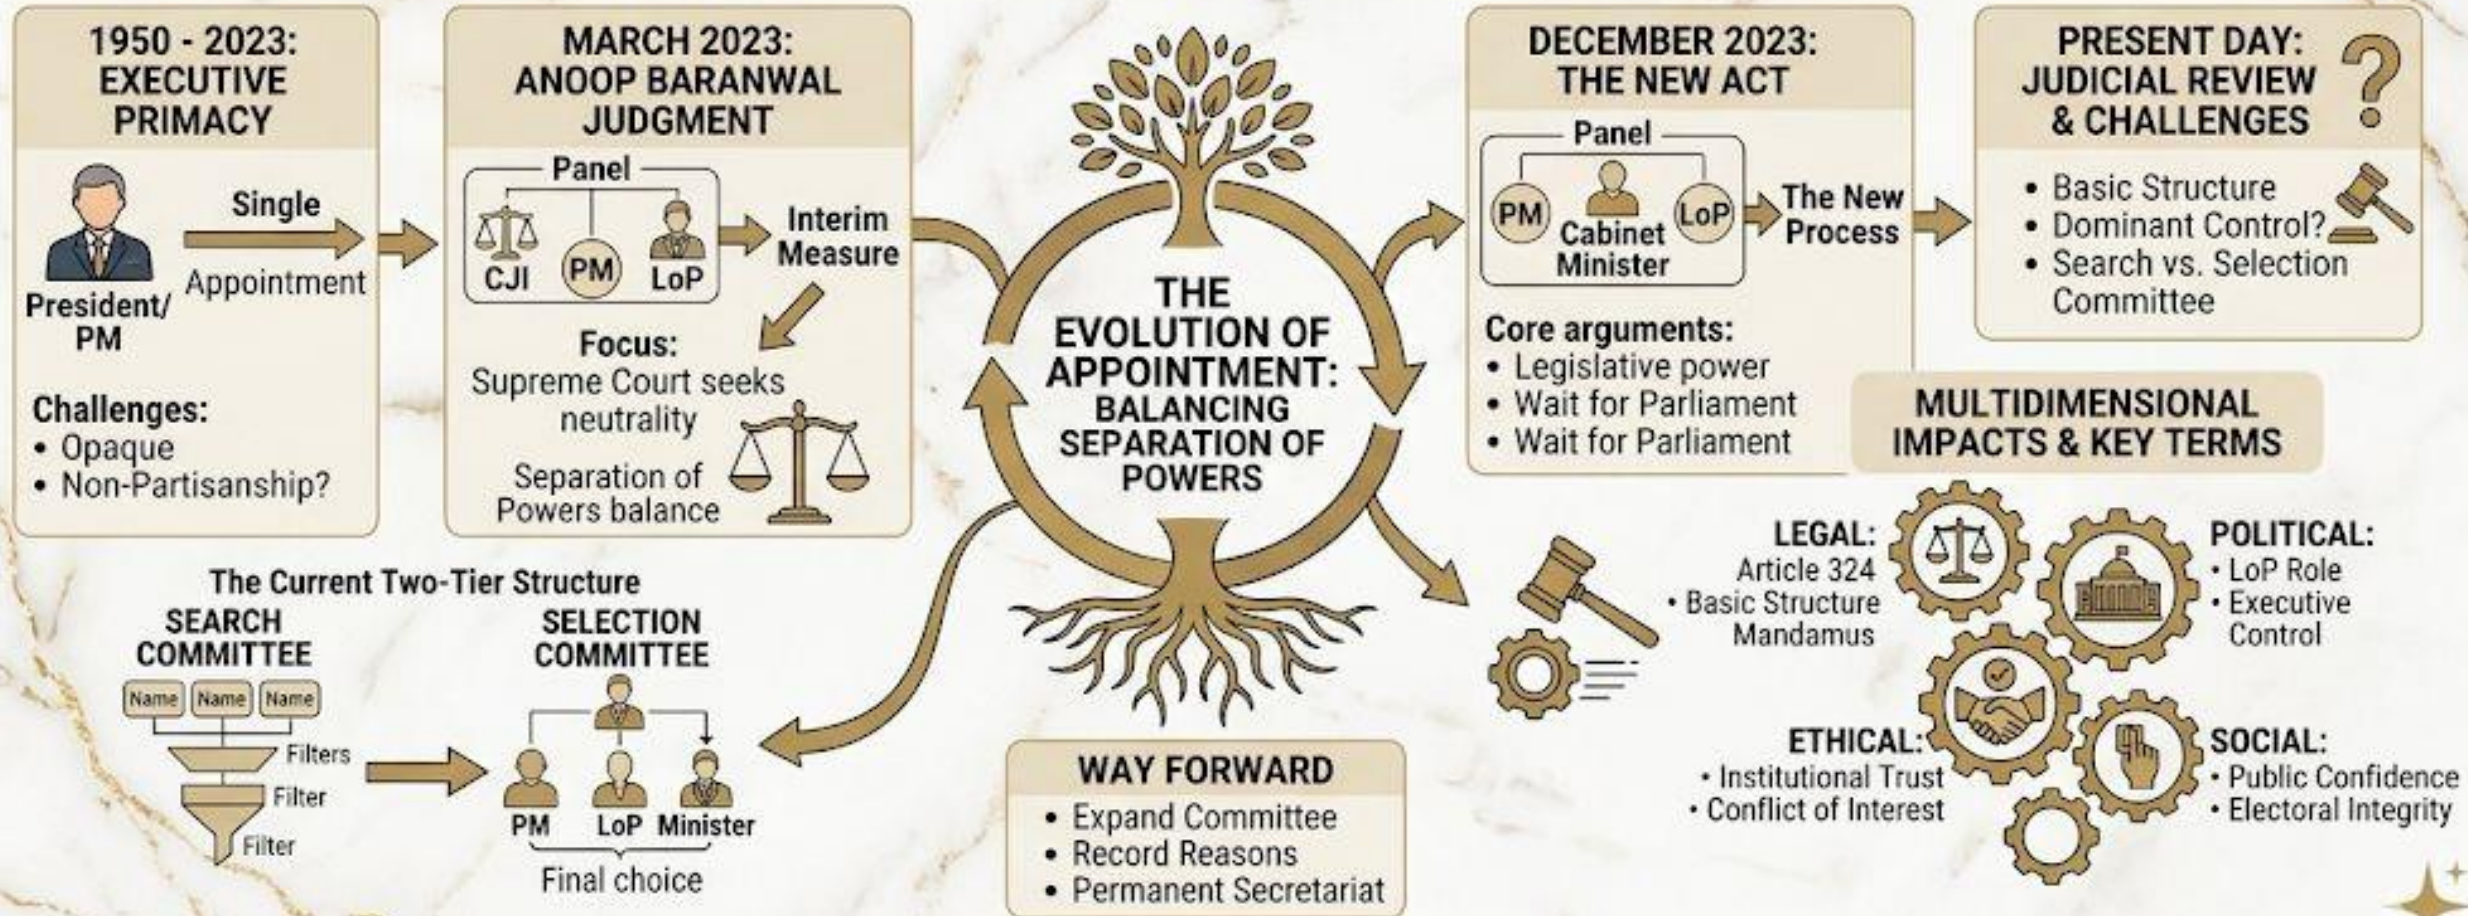 1950 - 2023:
EXECUTIVE
PRIMACY
President/
PM
Single
Appointment
Challenges:
• Opaque
• Non-Partisanship?
MARCH 2023:
ANOOP BARANWAL
JUDGMENT
Panel
CJI
PM
LoP
Interim
Measure
Focus:
Supreme Court seeks
neutrality
Separation of
Powers balance
THE
EVOLUTION OF
APPOINTMENT:
BALANCING
SEPARATION OF
POWERS
DECEMBER 2023:
THE NEW ACT
Panel
PM
Cabinet
Minister
LoP
The New
Process
Core arguments:
• Legislative power
• Wait for Parliament
• Wait for Parliament
PRESENT DAY:
JUDICIAL REVIEW
& CHALLENGES
?
• Basic Structure
• Dominant Control?
• Search vs. Selection
Committee
The Current Two-Tier Structure
SEARCH
COMMITTEE
Name
Name
Name
Filters
Filter
Filter
SELECTION
COMMITTEE
PM
LoP
Minister
Final choice
WAY FORWARD
• Expand Committee
• Record Reasons
• Permanent Secretariat
MULTIDIMENSIONAL
IMPACTS & KEY TERMS
LEGAL:
Article 324
• Basic Structure
Mandamus
POLITICAL:
• LoP Role
• Executive
Control
ETHICAL:
• Institutional Trust
• Conflict of Interest
SOCIAL:
• Public Confidence
• Electoral Integrity